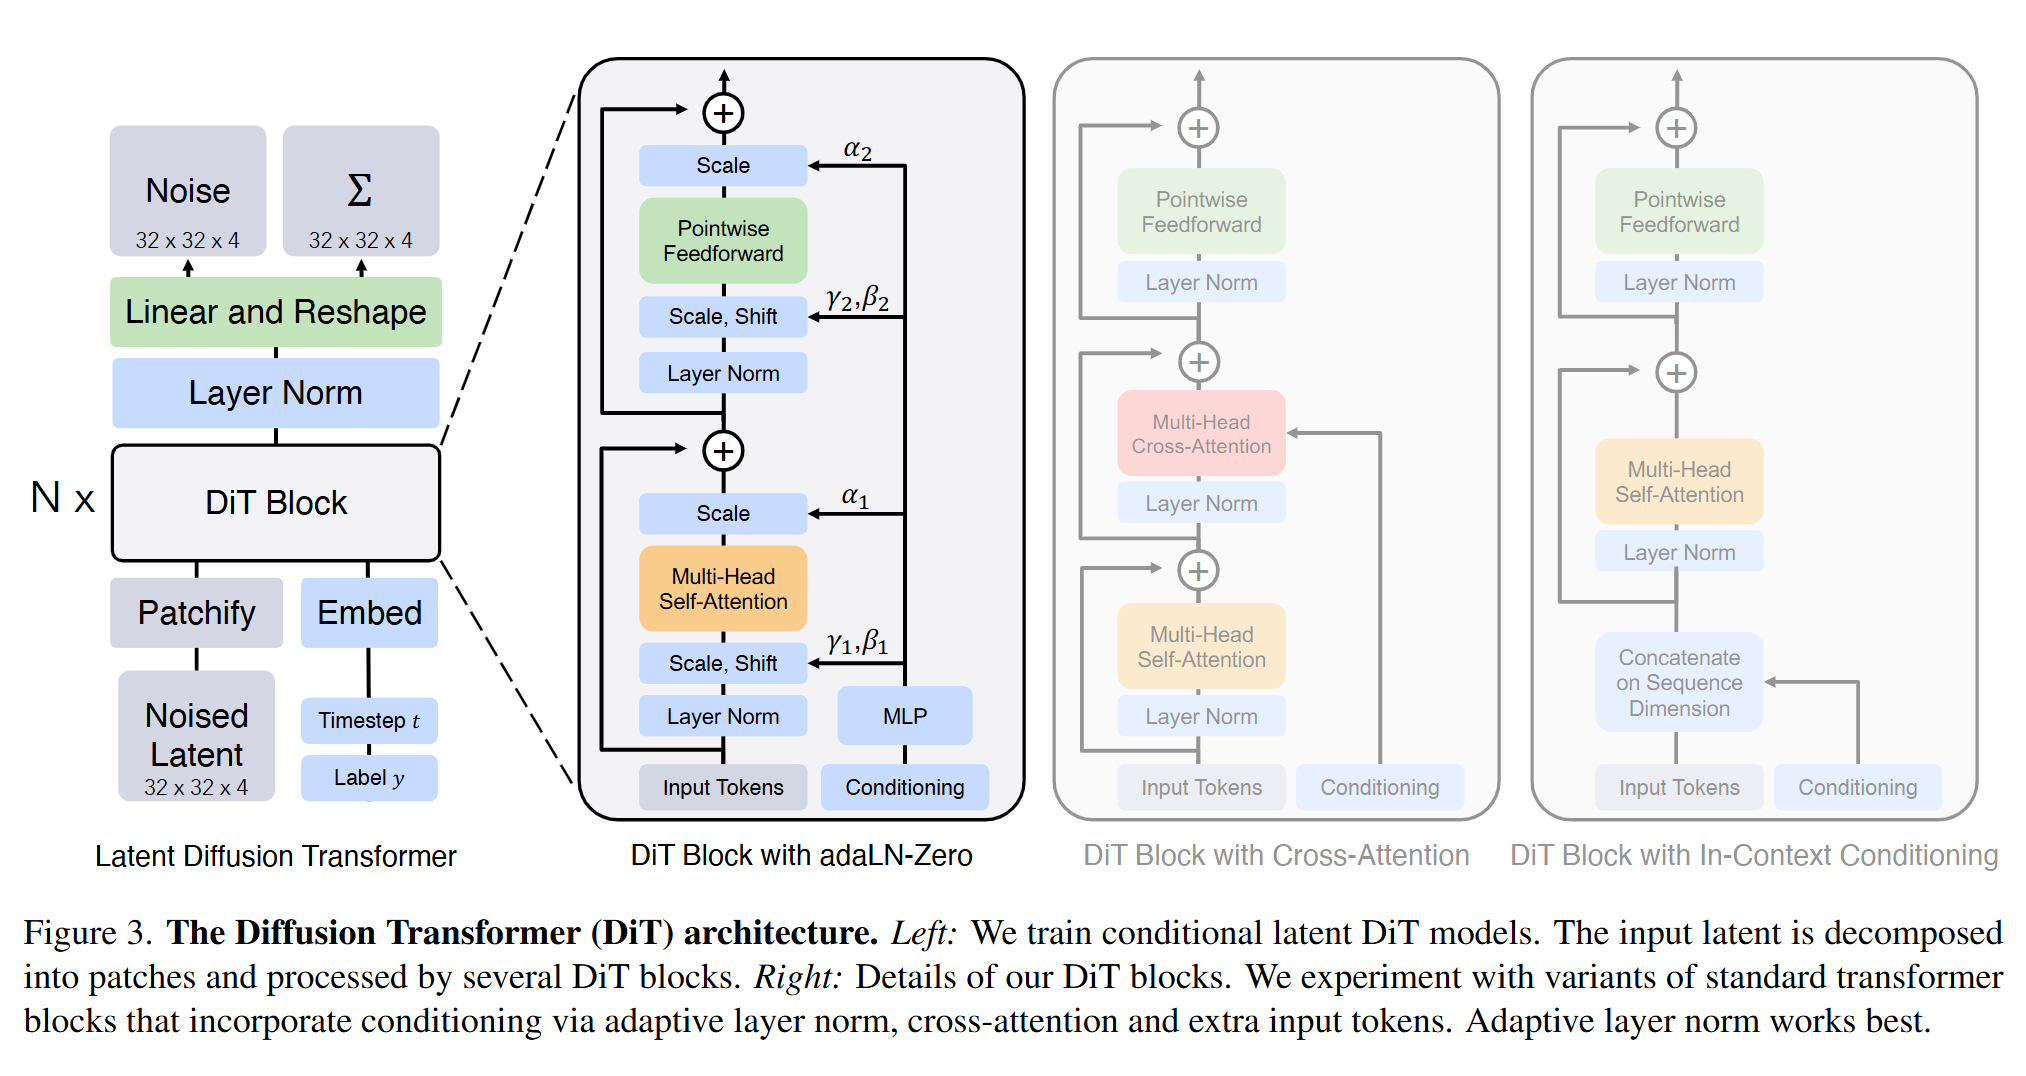 Noise
32 x 32 x 4
Σ
32 x 32 x 4
Linear and Reshape
Layer Norm
N x
DiT Block
Patchify
Embed
Noised
Latent
32 x 32 x 4
Timestep t
Label y
Latent Diffusion Transformer
+
Scale
α₂
Pointwise
Feedforward
Scale, Shift
γ₂,β₂
Layer Norm
+
Scale
α₁
Multi-Head
Self-Attention
Scale, Shift
γ₁,β₁
Layer Norm
MLP
Input Tokens
Conditioning
DiT Block with adaLN-Zero
+
Pointwise
Feedforward
Layer Norm
+
Multi-Head
Cross-Attention
Layer Norm
+
Multi-Head
Self-Attention
Layer Norm
Input Tokens
Conditioning
DiT Block with Cross-Attention
+
Pointwise
Feedforward
Layer Norm
+
Multi-Head
Self-Attention
Layer Norm
Concatenate
on Sequence
Dimension
Input Tokens
Conditioning
DiT Block with In-Context Conditioning
Figure 3. The Diffusion Transformer (DiT) architecture. Left: We train conditional latent DiT models. The input latent is decomposed
into patches and processed by several DiT blocks. Right: Details of our DiT blocks. We experiment with variants of standard transformer
blocks that incorporate conditioning via adaptive layer norm, cross-attention and extra input tokens. Adaptive layer norm works best.